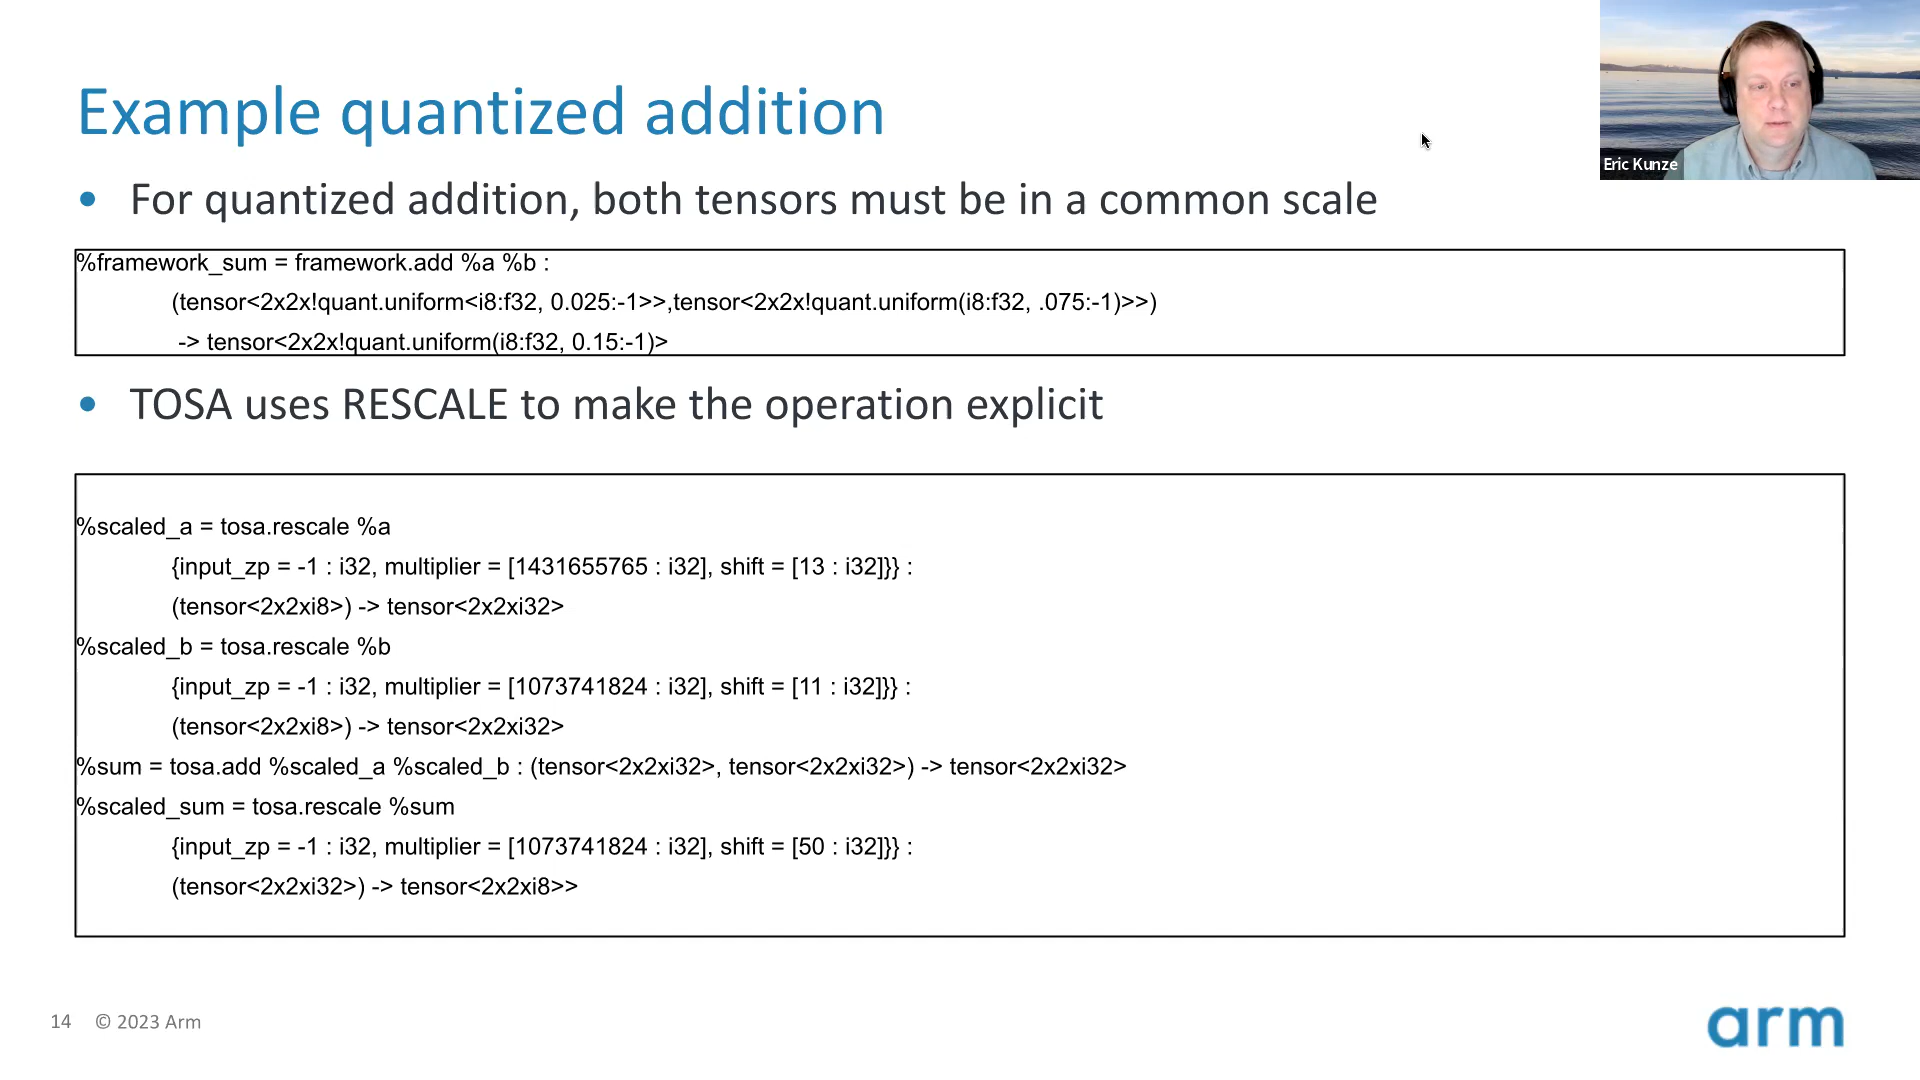 Example quantized addition
Eric Kunze
• For quantized addition, both tensors must be in a common scale
%framework_sum = framework.add %a %b :
(tensor<2x2x!quant.uniform<i8:f32, 0.025:-1>>,tensor<2x2x!quant.uniform(i8:f32, .075:-1)>>)
-> tensor<2x2x!quant.uniform(i8:f32, 0.15:-1)>
• TOSA uses RESCALE to make the operation explicit
%scaled_a = tosa.rescale %a
{input_zp = -1 : i32, multiplier = [1431655765 : i32], shift = [13 : i32]}} :
(tensor<2x2xi8>) -> tensor<2x2xi32>
%scaled_b = tosa.rescale %b
{input_zp = -1 : i32, multiplier = [1073741824 : i32], shift = [11 : i32]}} :
(tensor<2x2xi8>) -> tensor<2x2xi32>
%sum = tosa.add %scaled_a %scaled_b : (tensor<2x2xi32>, tensor<2x2xi32>) -> tensor<2x2xi32>
%scaled_sum = tosa.rescale %sum
{input_zp = -1 : i32, multiplier = [1073741824 : i32], shift = [50 : i32]}} :
(tensor<2x2xi32>) -> tensor<2x2xi8>>
14 © 2023 Arm
arm